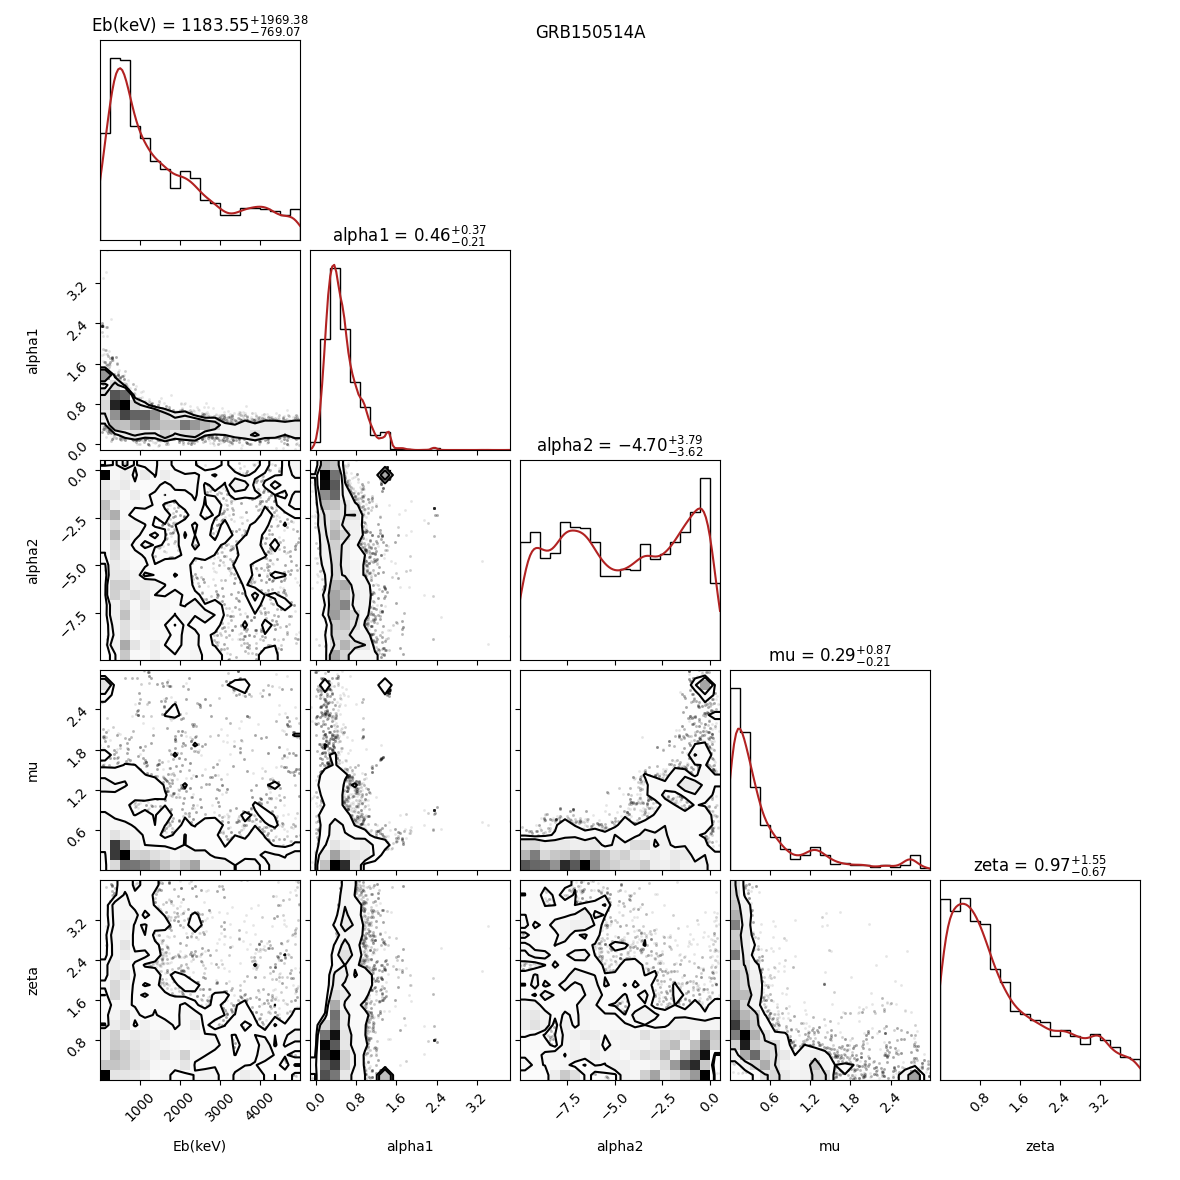 Eb(keV) = 1183.55 +1969.38 −769.07
GRB150514A
alpha1 = 0.46 +0.37 −0.21
alpha1
3.2
2.4
1.6
0.8
0.0
alpha2 = −4.70 +3.79 −3.62
alpha2
0.0
−2.5
−5.0
−7.5
mu = 0.29 +0.87 −0.21
mu
2.4
1.8
1.2
0.6
zeta = 0.97 +1.55 −0.67
zeta
3.2
2.4
1.6
0.8
1000 2000 3000 4000 0.0 0.8 1.6 2.4 3.2 −7.5 −5.0 −2.5 0.0 0.6 1.2 1.8 2.4 0.8 1.6 2.4 3.2
Eb(keV) alpha1 alpha2 mu zeta